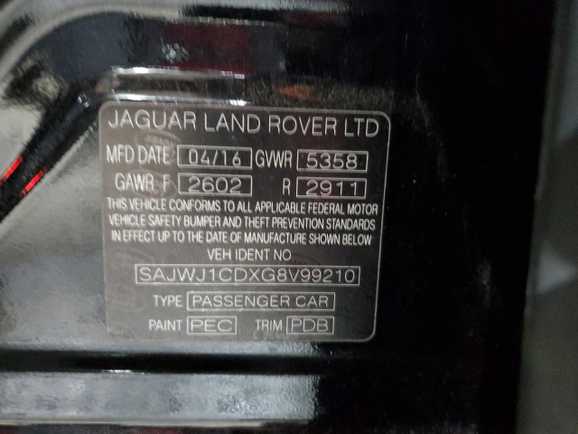 JAGUAR LAND ROVER LTD
MFD DATE 04/16 GVWR 5358
GAWR F 2602 R 2911
THIS VEHICLE CONFORMS TO ALL APPLICABLE FEDERAL MOTOR
VEHICLE SAFETY BUMPER AND THEFT PREVENTION STANDARDS
IN EFFECT UP TO THE DATE OF MANUFACTURE SHOWN BELOW
VEH IDENT NO
SAJWJ1CDXG8V99210
TYPE PASSENGER CAR
PAINT PEC TRIM PDB